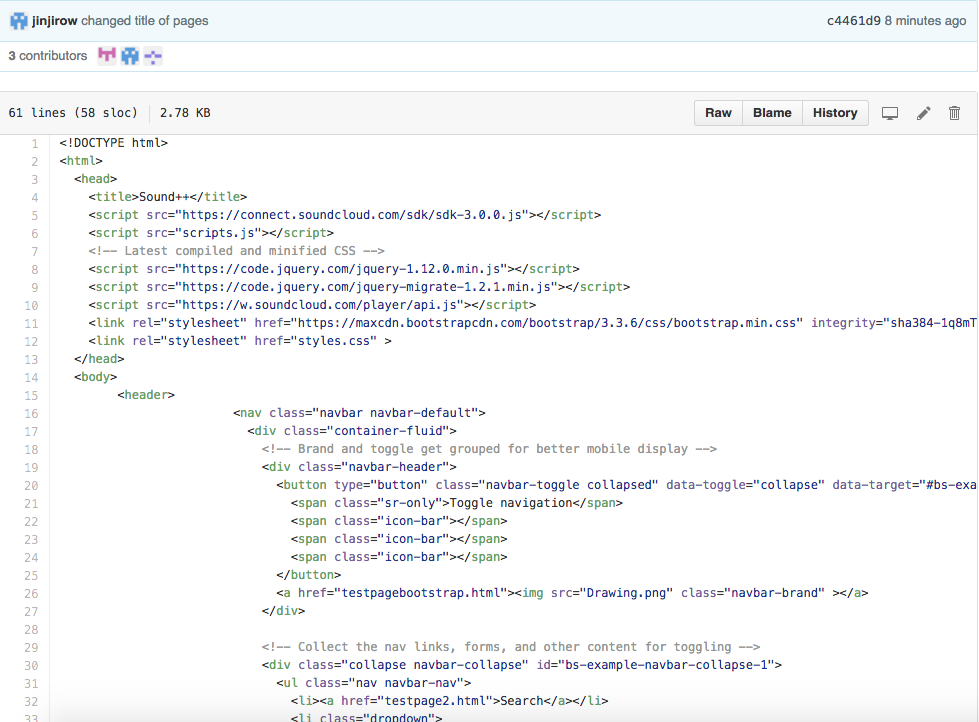 jinjirow changed title of pages c4461d9 8 minutes ago
3 contributors
61 lines (58 sloc) 2.78 KB Raw Blame History
1 <!DOCTYPE html>
2 <html>
3 <head>
4 <title>Sound++</title>
5 <script src="https://connect.soundcloud.com/sdk/sdk-3.0.0.js"></script>
6 <script src="scripts.js"></script>
7 <!-- Latest compiled and minified CSS -->
8 <script src="https://code.jquery.com/jquery-1.12.0.min.js"></script>
9 <script src="https://code.jquery.com/jquery-migrate-1.2.1.min.js"></script>
10 <script src="https://w.soundcloud.com/player/api.js"></script>
11 <link rel="stylesheet" href="https://maxcdn.bootstrapcdn.com/bootstrap/3.3.6/css/bootstrap.min.css" integrity="sha384-1q8mT
12 <link rel="stylesheet" href="styles.css" >
13 </head>
14 <body>
15 <header>
16 <nav class="navbar navbar-default">
17 <div class="container-fluid">
18 <!-- Brand and toggle get grouped for better mobile display -->
19 <div class="navbar-header">
20 <button type="button" class="navbar-toggle collapsed" data-toggle="collapse" data-target="#bs-exa
21 <span class="sr-only">Toggle navigation</span>
22 <span class="icon-bar"></span>
23 <span class="icon-bar"></span>
24 <span class="icon-bar"></span>
25 </button>
26 <a href="testpagebootstrap.html"><img src="Drawing.png" class="navbar-brand" ></a>
27 </div>
28
29 <!-- Collect the nav links, forms, and other content for toggling -->
30 <div class="collapse navbar-collapse" id="bs-example-navbar-collapse-1">
31 <ul class="nav navbar-nav">
32 <li><a href="testpage2.html">Search</a></li>
33 <li class="dropdown">